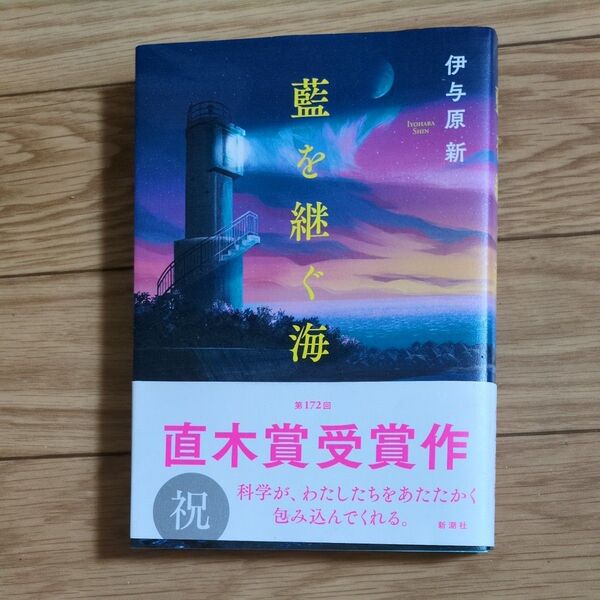 伊与原 新
IYOHARA
SHIN
藍を継ぐ海
第172回
直木賞受賞作
祝
科学が、わたしたちをあたたかく
包み込んでくれる。
新潮社